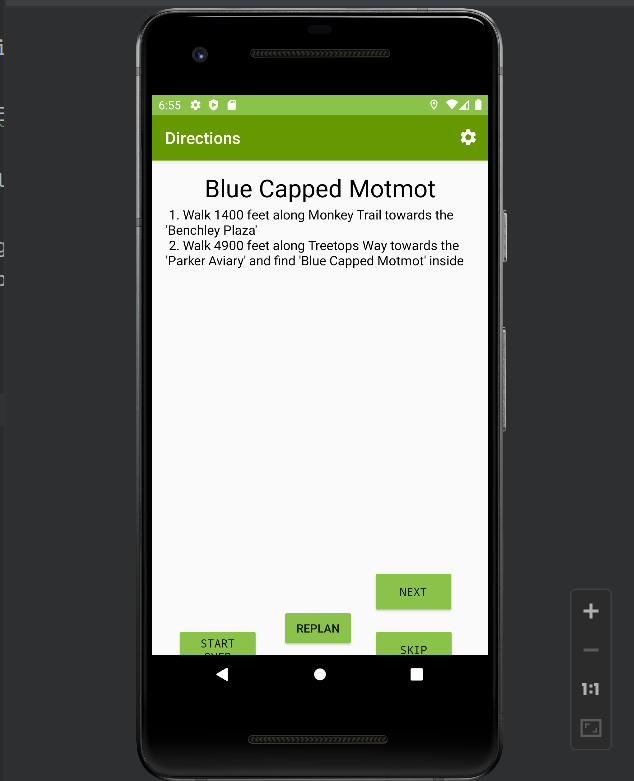 6:55
Directions
Blue Capped Motmot
1. Walk 1400 feet along Monkey Trail towards the
'Benchley Plaza'
2. Walk 4900 feet along Treetops Way towards the
'Parker Aviary' and find 'Blue Capped Motmot' inside
NEXT
REPLAN
START
OVER
SKIP
1:1